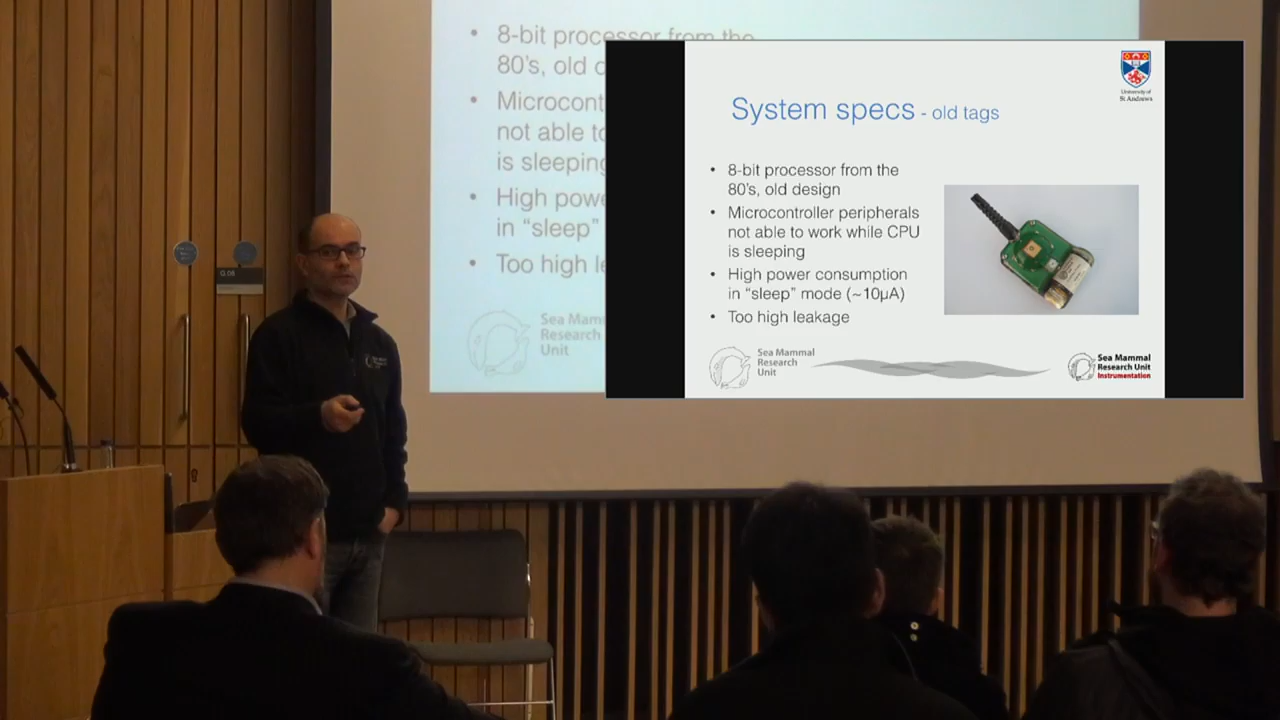 8-bit processor from the
80's, old d
Microcont
not able to
is sleeping
High powe
in "sleep"
Too high le
Sea Mam
Research
Unit
G.06
University of
St Andrews
System specs - old tags
8-bit processor from the
80's, old design
Microcontroller peripherals
not able to work while CPU
is sleeping
High power consumption
in "sleep" mode (~10µA)
Too high leakage
Sea Mammal
Research
Unit
Sea Mammal
Research Unit
Instrumentation